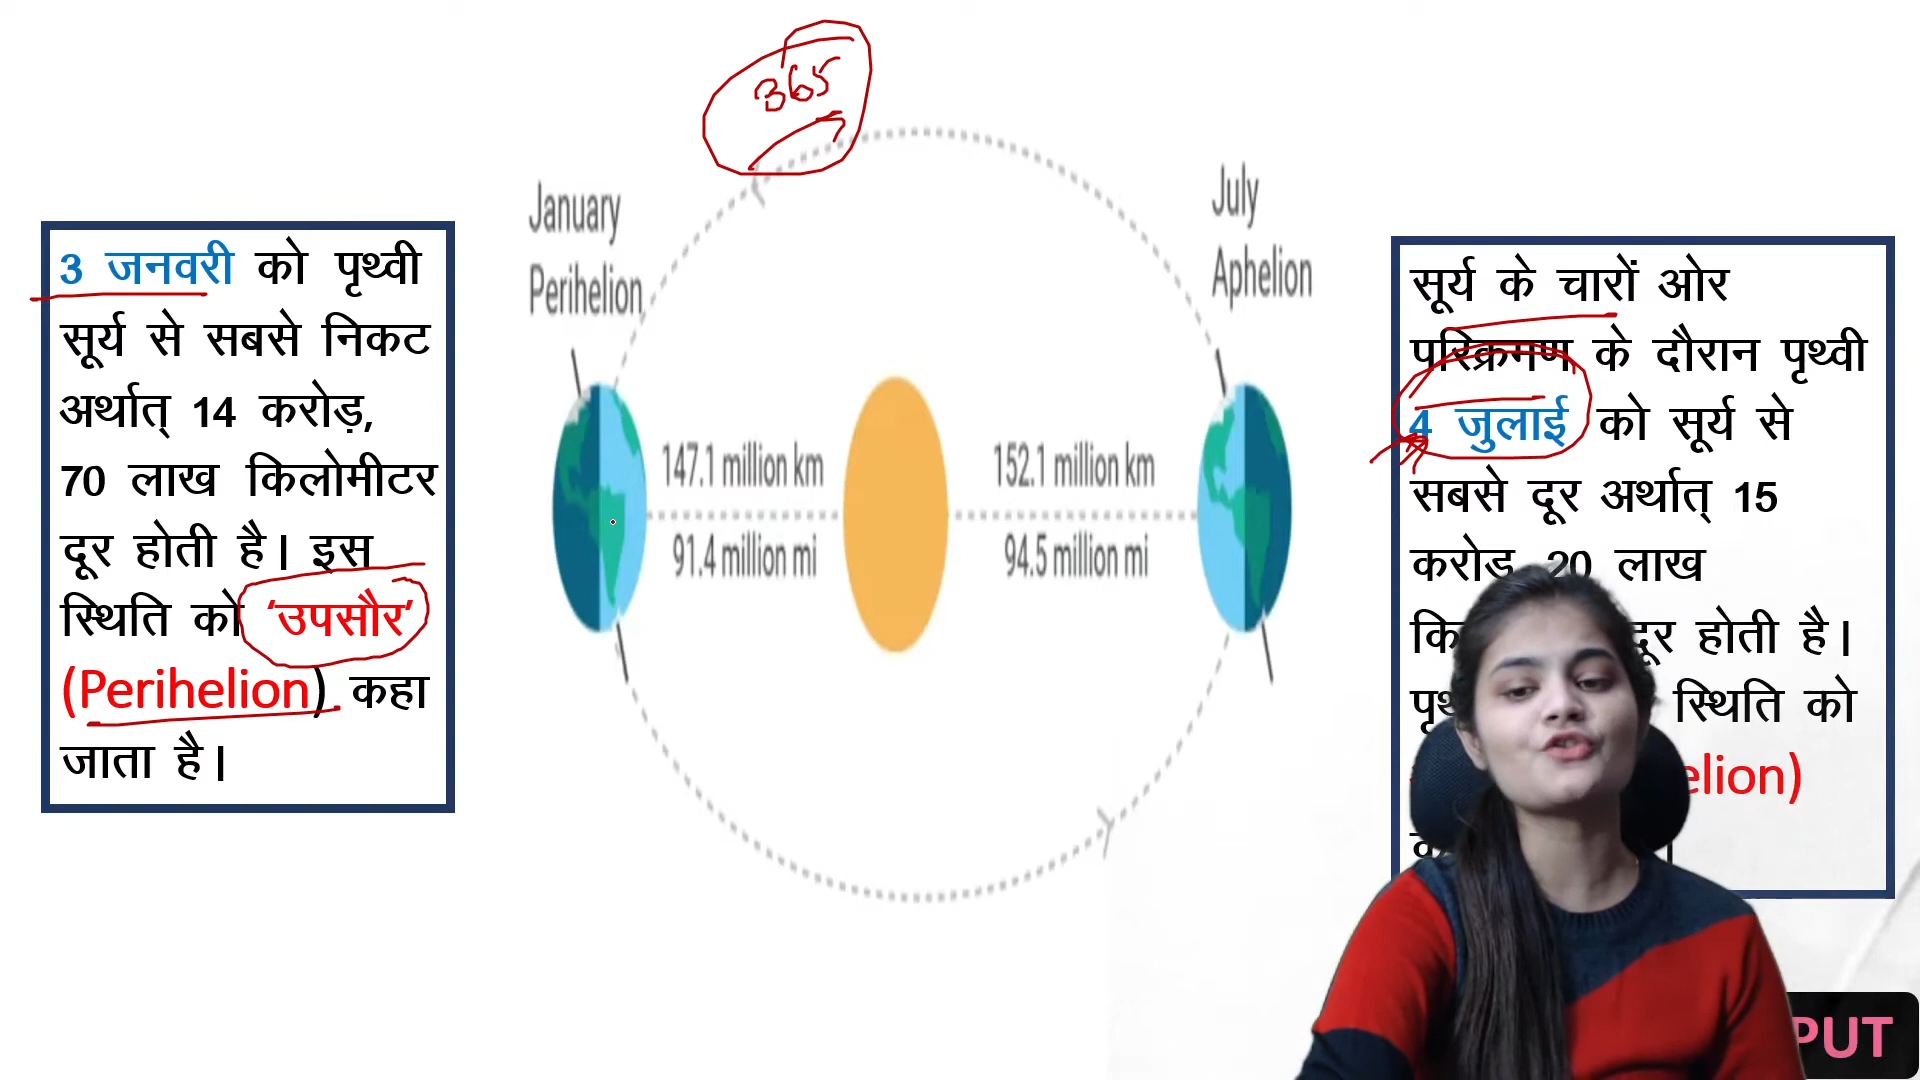 365
January
Perihelion
July
Aphelion
3 जनवरी को पृथ्वी
सूर्य से सबसे निकट
अर्थात् 14 करोड़,
70 लाख किलोमीटर
दूर होती है। इस
स्थिति को 'उपसौर'
(Perihelion) कहा
जाता है।
147.1 million km
91.4 million mi
152.1 million km
94.5 million mi
सूर्य के चारों ओर
परिक्रमण के दौरान पृथ्वी
4 जुलाई को सूर्य से
सबसे दूर अर्थात् 15
करोड़ 20 लाख
दूर होती है।
स्थिति को
elion)
PUT